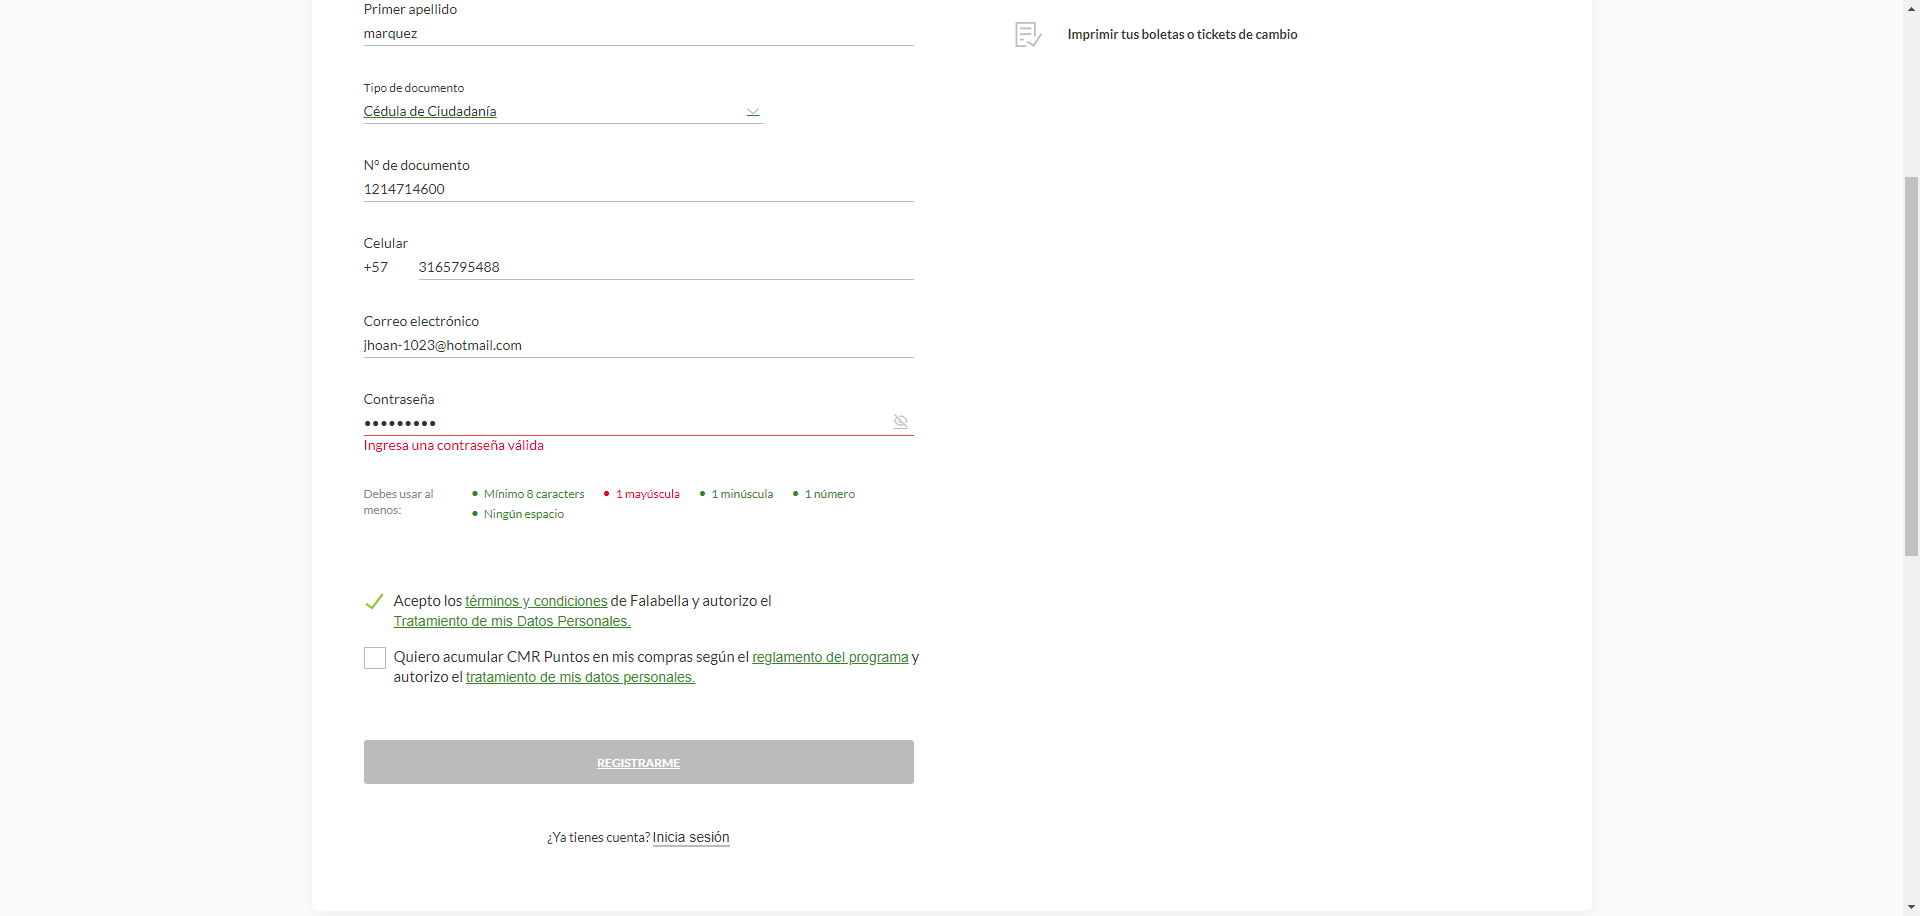 Primer apellido
marquez
Imprimir tus boletas o tickets de cambio
Tipo de documento
Cédula de Ciudadanía
N° de documento
1214714600
Celular
+57 3165795488
Correo electrónico
jhoan-1023@hotmail.com
Contraseña
•••••••••
Ingresa una contraseña válida
Debes usar al menos:
• Mínimo 8 caracters • 1 mayúscula • 1 minúscula • 1 número
• Ningún espacio
Acepto los términos y condiciones de Falabella y autorizo el
Tratamiento de mis Datos Personales.
Quiero acumular CMR Puntos en mis compras según el reglamento del programa y
autorizo el tratamiento de mis datos personales.
REGISTRARME
¿Ya tienes cuenta? Inicia sesión